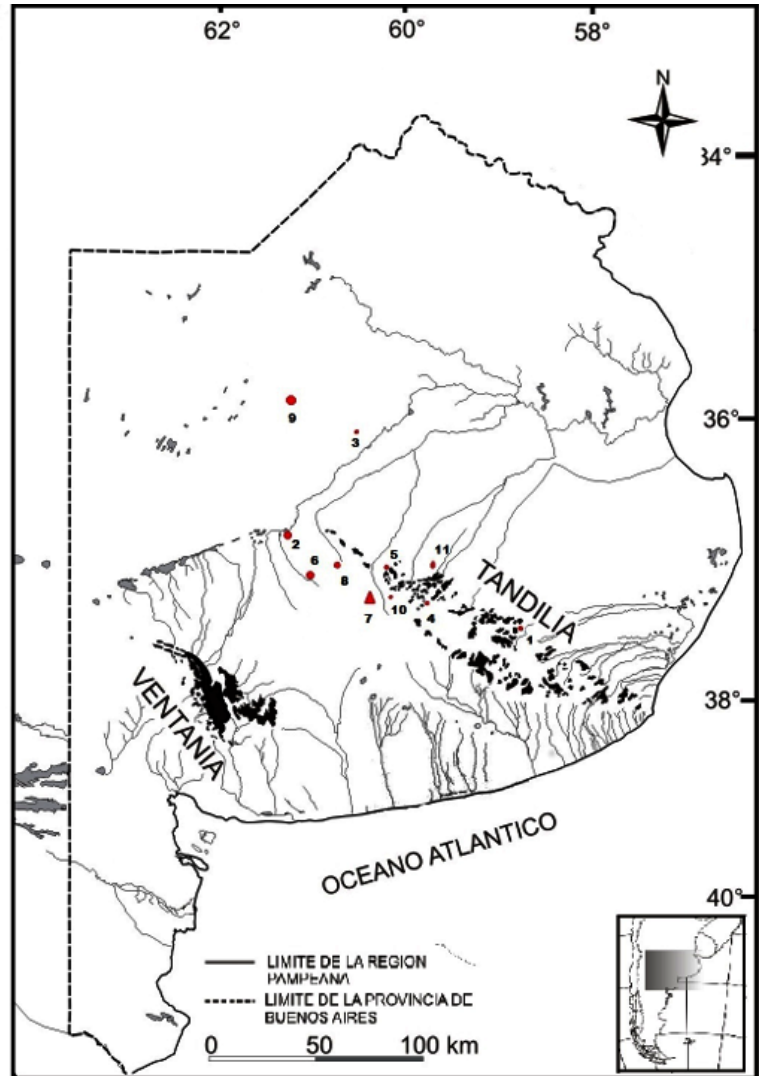 62°
60°
58°
N
34°
9
3
36°
2
6
8
5
11
7
10
4
1
TANDILIA
VENTANIA
38°
OCEANO ATLANTICO
40°
LIMITE DE LA REGION
PAMPEANA
LIMITE DE LA PROVINCIA DE
BUENOS AIRES
0 50 100 km